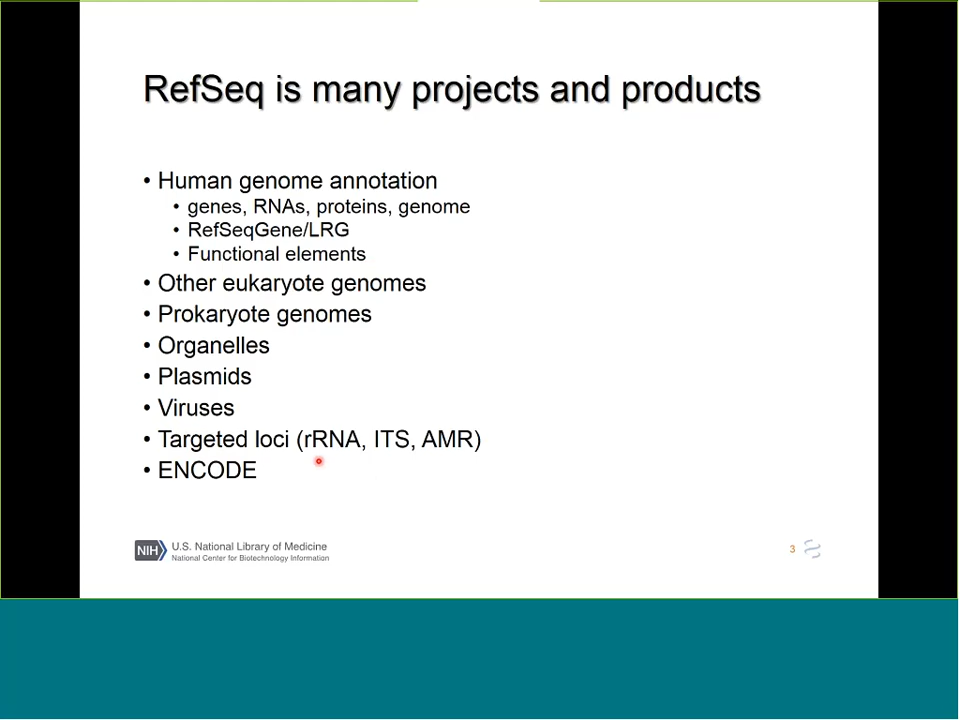 RefSeq is many projects and products
• Human genome annotation
• genes, RNAs, proteins, genome
• RefSeqGene/LRG
• Functional elements
• Other eukaryote genomes
• Prokaryote genomes
• Organelles
• Plasmids
• Viruses
• Targeted loci (rRNA, ITS, AMR)
• ENCODE
NIH U.S. National Library of Medicine
National Center for Biotechnology Information
3